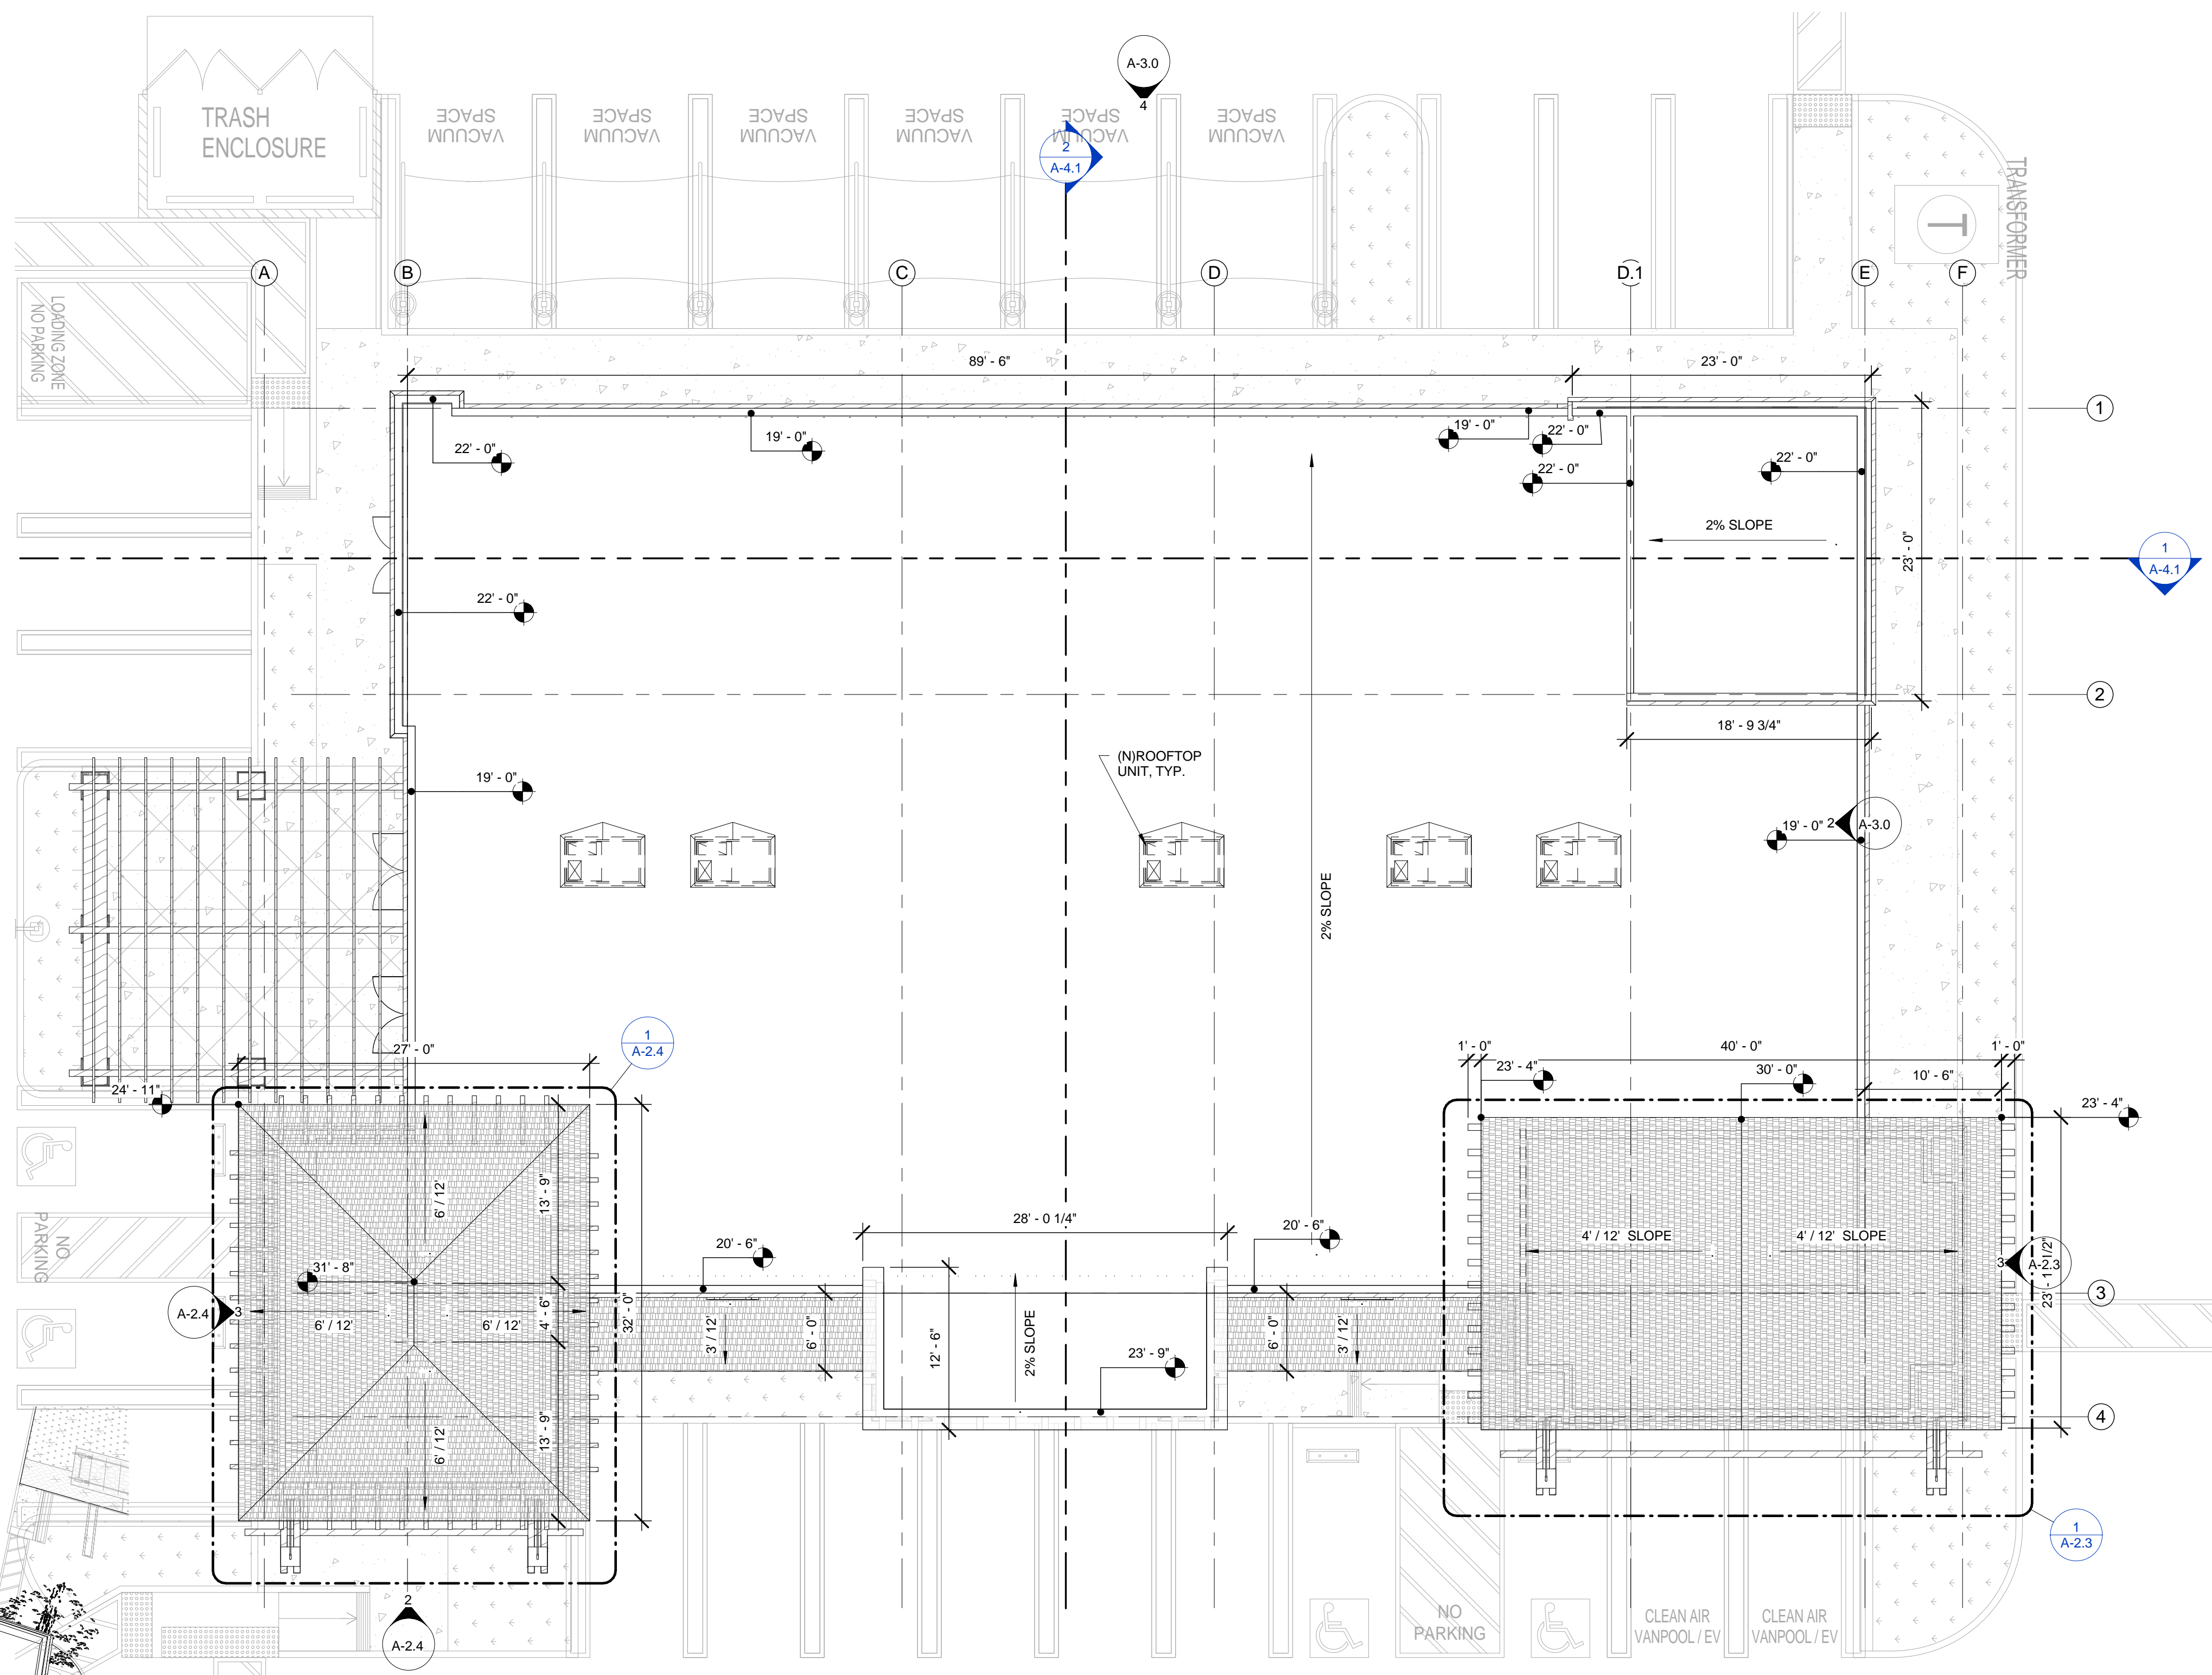 A-3.0
4
TRASH
ENCLOSURE
VACUUM
SPACE
VACUUM
SPACE
VACUUM
SPACE
VACUUM
SPACE
VACUUM
SPACE
VACUUM
SPACE
2
A-4.1
TRANSFORMER
T
A
B
C
D
D.1
E
F
LOADING ZONE
NO PARKING
89' - 6"
23' - 0"
1
22' - 0"
19' - 0"
19' - 0"
22' - 0"
22' - 0"
22' - 0"
2% SLOPE
23' - 0"
1
A-4.1
22' - 0"
2
18' - 9 3/4"
(N)ROOFTOP
UNIT, TYP.
19' - 0"
19' - 0"
2
A-3.0
2% SLOPE
1
A-2.4
27' - 0"
24' - 11"
1' - 0"
40' - 0"
1' - 0"
23' - 4"
30' - 0"
10' - 6"
23' - 4"
6' / 12'
13' - 9"
28' - 0 1/4"
20' - 6"
20' - 6"
4' / 12' SLOPE
4' / 12' SLOPE
NO
PARKING
31' - 8"
3
A-2.3
23' - 11 1/2"
3
A-2.4
3
6' / 12'
6' / 12'
4' - 6"
32' - 0"
3' / 12'
6' - 0"
12' - 6"
2% SLOPE
23' - 9"
6' - 0"
3' / 12'
4
6' / 12'
13' - 9"
1
A-2.3
2
A-2.4
NO
PARKING
CLEAN AIR
VANPOOL / EV
CLEAN AIR
VANPOOL / EV